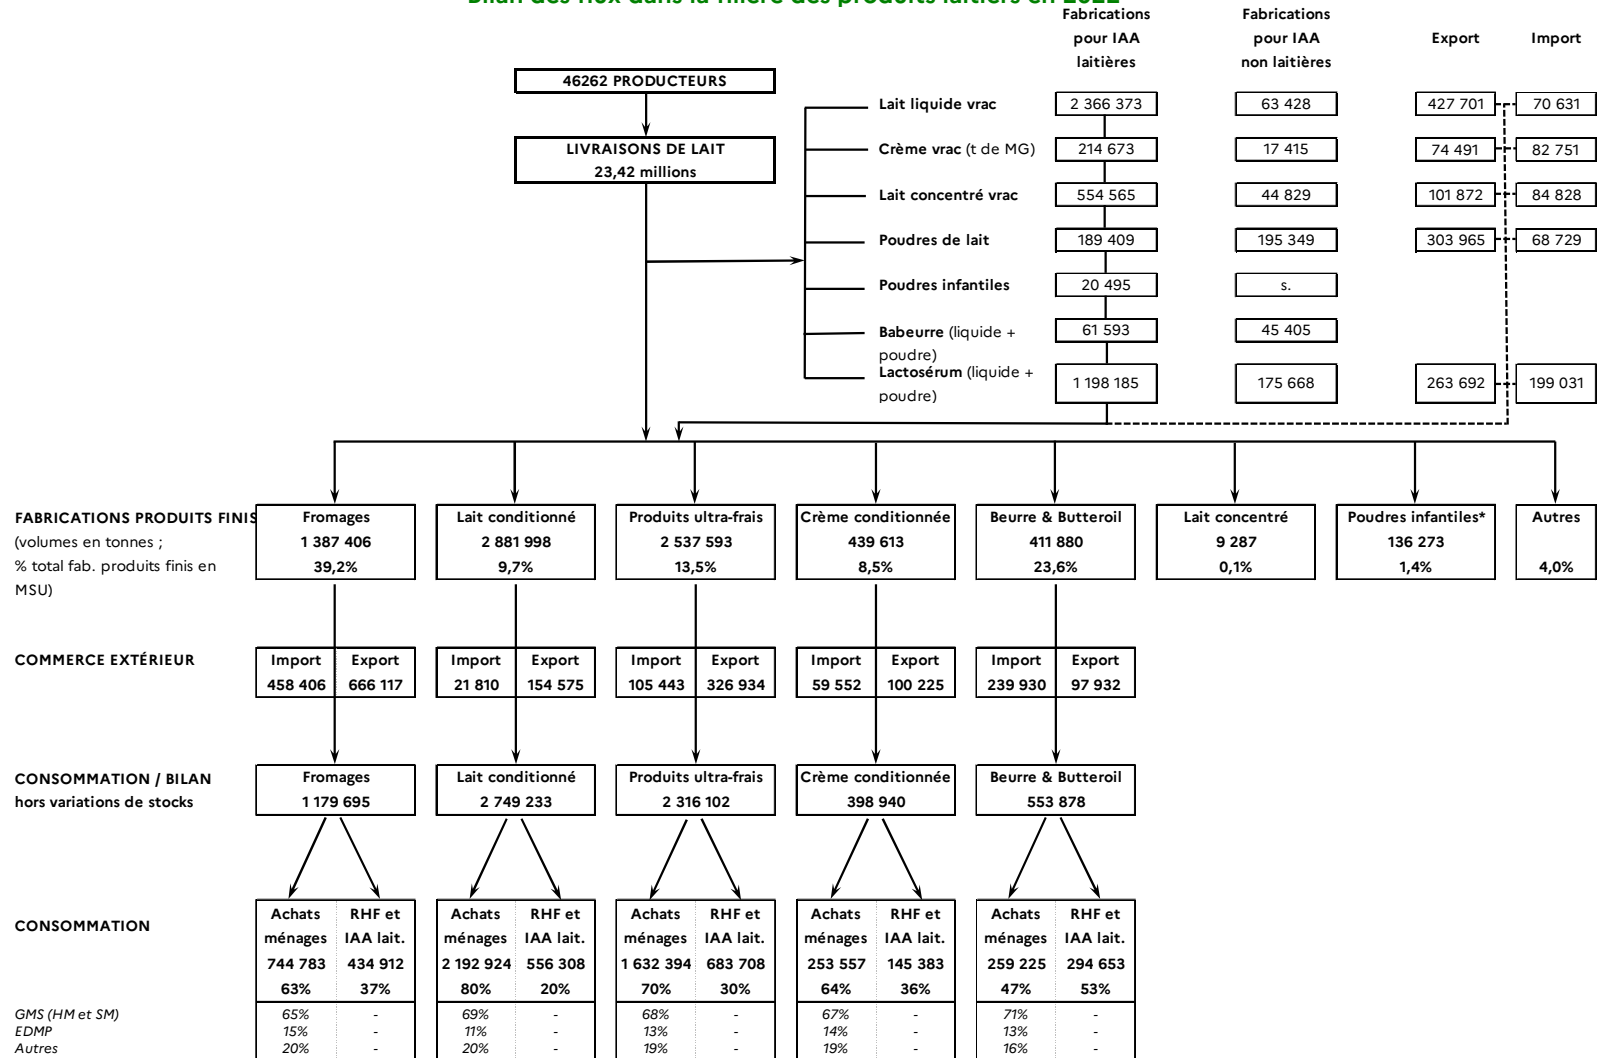 Bilan des flux dans la filière des produits laitiers en 2022
Fabrications pour IAA laitières
Fabrications pour IAA non laitières
Export
Import
46262 PRODUCTEURS
LIVRAISONS DE LAIT
23,42 millions
Lait liquide vrac 2 366 373 63 428 427 701 70 631
Crème vrac (t de MG) 214 673 17 415 74 491 82 751
Lait concentré vrac 554 565 44 829 101 872 84 828
Poudres de lait 189 409 195 349 303 965 68 729
Poudres infantiles 20 495 s.
Babeurre (liquide + poudre) 61 593 45 405
Lactosérum (liquide + poudre) 1 198 185 175 668 263 692 199 031
FABRICATIONS PRODUITS FINIS
(volumes en tonnes ;
% total fab. produits finis en
MSU)
Fromages
1 387 406
39,2%
Lait conditionné
2 881 998
9,7%
Produits ultra-frais
2 537 593
13,5%
Crème conditionnée
439 613
8,5%
Beurre & Butteroil
411 880
23,6%
Lait concentré
9 287
0,1%
Poudres infantiles*
136 273
1,4%
Autres
4,0%
COMMERCE EXTÉRIEUR
Import Export Import Export Import Export Import Export Import Export
458 406 666 117 21 810 154 575 105 443 326 934 59 552 100 225 239 930 97 932
CONSOMMATION / BILAN
hors variations de stocks
Fromages
1 179 695
Lait conditionné
2 749 233
Produits ultra-frais
2 316 102
Crème conditionnée
398 940
Beurre & Butteroil
553 878
CONSOMMATION
Achats RHF et Achats RHF et Achats RHF et Achats RHF et Achats RHF et
ménages IAA lait. ménages IAA lait. ménages IAA lait. ménages IAA lait. ménages IAA lait.
744 783 434 912 2 192 924 556 308 1 632 394 683 708 253 557 145 383 259 225 294 653
63% 37% 80% 20% 70% 30% 64% 36% 47% 53%
GMS (HM et SM) 65% - 69% - 68% - 67% - 71% -
EDMP 15% - 11% - 13% - 14% - 13% -
Autres 20% - 20% - 19% - 19% - 16% -